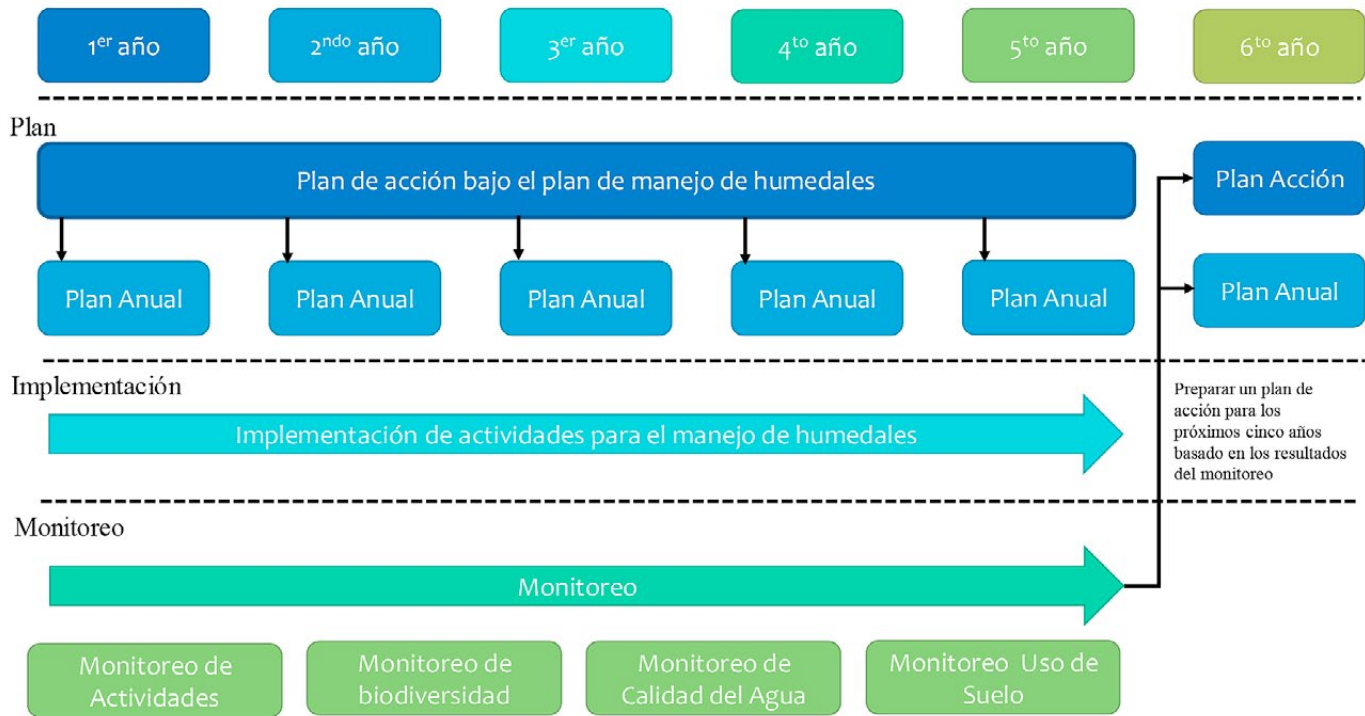 1er año
2ndo año
3er año
4to año
5to año
6to año
Plan
Plan de acción bajo el plan de manejo de humedales
Plan Acción
Plan Anual
Plan Anual
Plan Anual
Plan Anual
Plan Anual
Plan Anual
Implementación
Implementación de actividades para el manejo de humedales
Preparar un plan de
acción para los
próximos cinco años
basado en los resultados
del monitoreo
Monitoreo
Monitoreo
Monitoreo de
Actividades
Monitoreo de
biodiversidad
Monitoreo de
Calidad del Agua
Monitoreo Uso de
Suelo